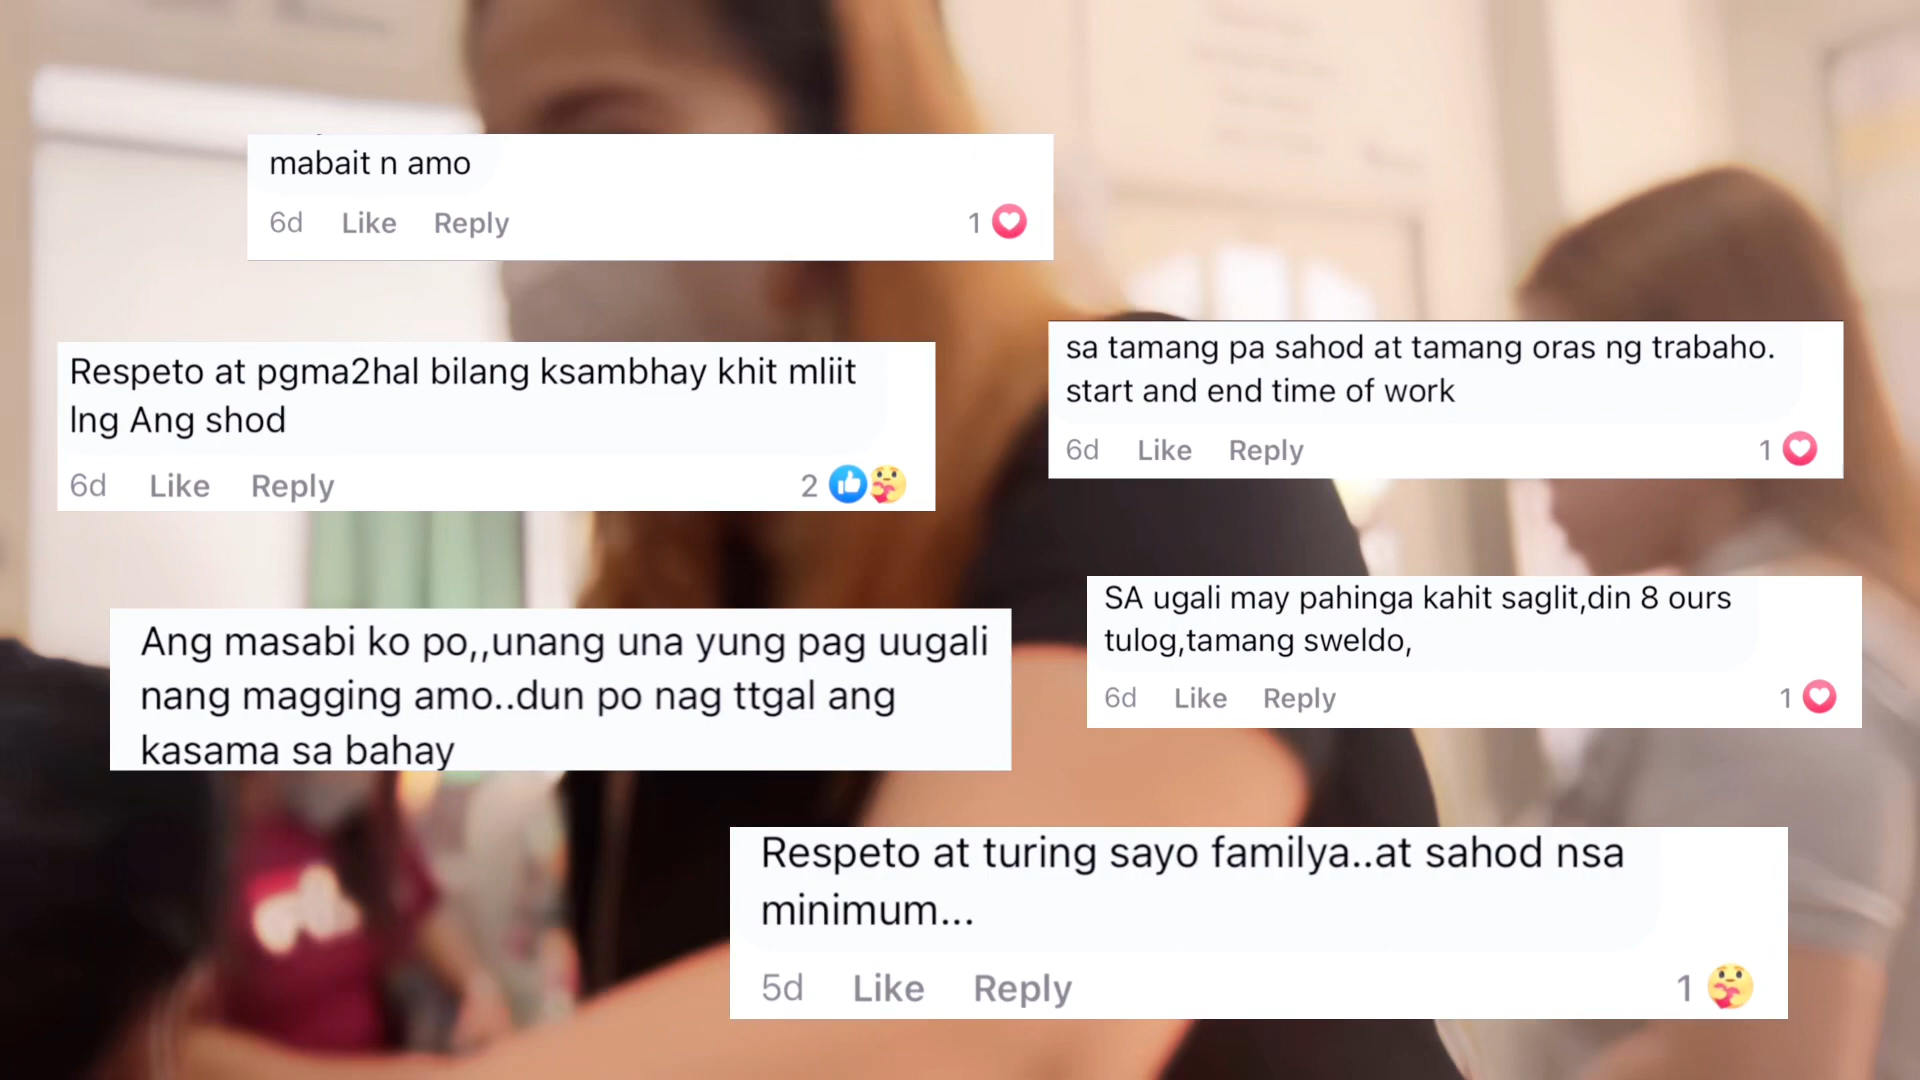 mabait n amo
6d Like Reply 1
Respeto at pgma2hal bilang ksambhay khit mliit
lng Ang shod
6d Like Reply 2
sa tamang pa sahod at tamang oras ng trabaho.
start and end time of work
6d Like Reply 1
Ang masabi ko po,,unang una yung pag uugali
nang magging amo..dun po nag ttgal ang
kasama sa bahay
SA ugali may pahinga kahit saglit,din 8 ours
tulog,tamang sweldo,
6d Like Reply 1
Respeto at turing sayo familya..at sahod nsa
minimum...
5d Like Reply 1